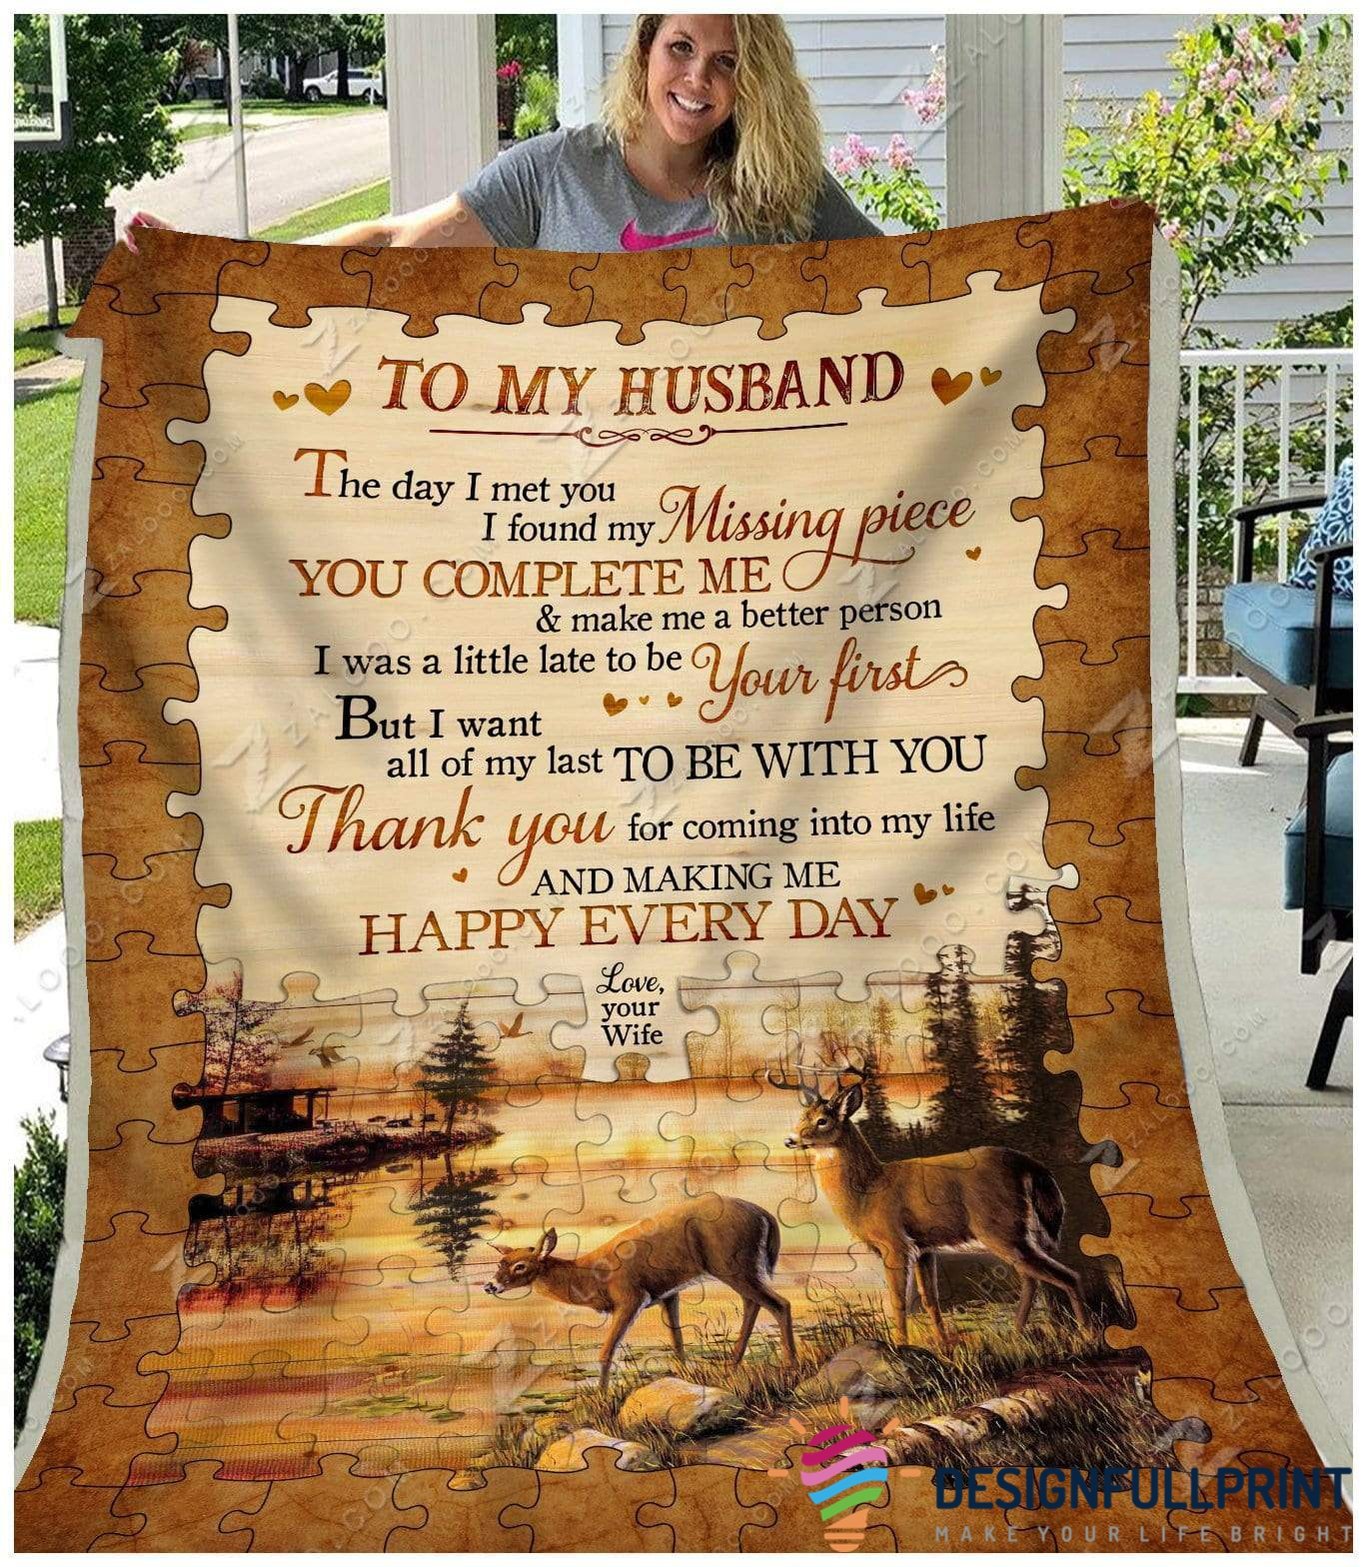 TO MY HUSBAND
The day I met you
I found my Missing piece
YOU COMPLETE ME
& make me a better person
I was a little late to be Your first
But I want
all of my last TO BE WITH YOU
Thank you for coming into my life
AND MAKING ME
HAPPY EVERY DAY
Love,
your
Wife
ZALOOO.COM
DESIGNFULLPRINT
MAKE YOUR LIFE BRIGHT